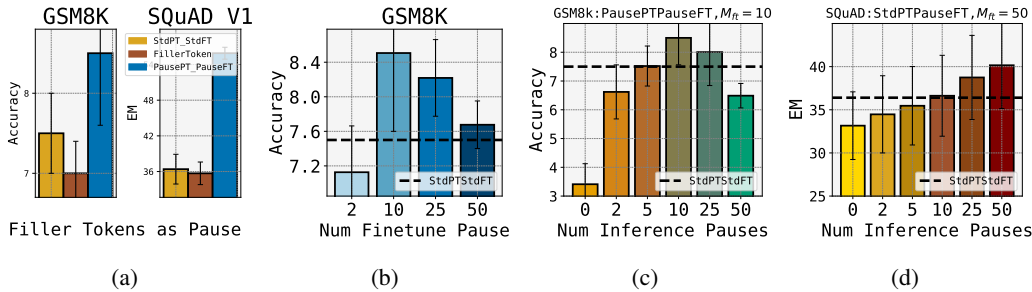 GSM8K
SQuAD V1
StdPT_StdFT
FillerToken
PausePT_PauseFT
Accuracy
8
7
EM
48
42
36
Filler Tokens as Pause
(a)
GSM8K
Accuracy
8.4
8.0
7.6
7.2
StdPTStdFT
2 10 25 50
Num Finetune Pause
(b)
GSM8k:PausePTPauseFT, M_ft = 10
Accuracy
8
7
6
5
4
3
StdPTStdFT
0 2 5 10 25 50
Num Inference Pauses
(c)
SQuAD:StdPTPauseFT, M_ft = 50
EM
45
40
35
30
25
StdPTStdFT
0 2 5 10 25 50
Num Inference Pauses
(d)